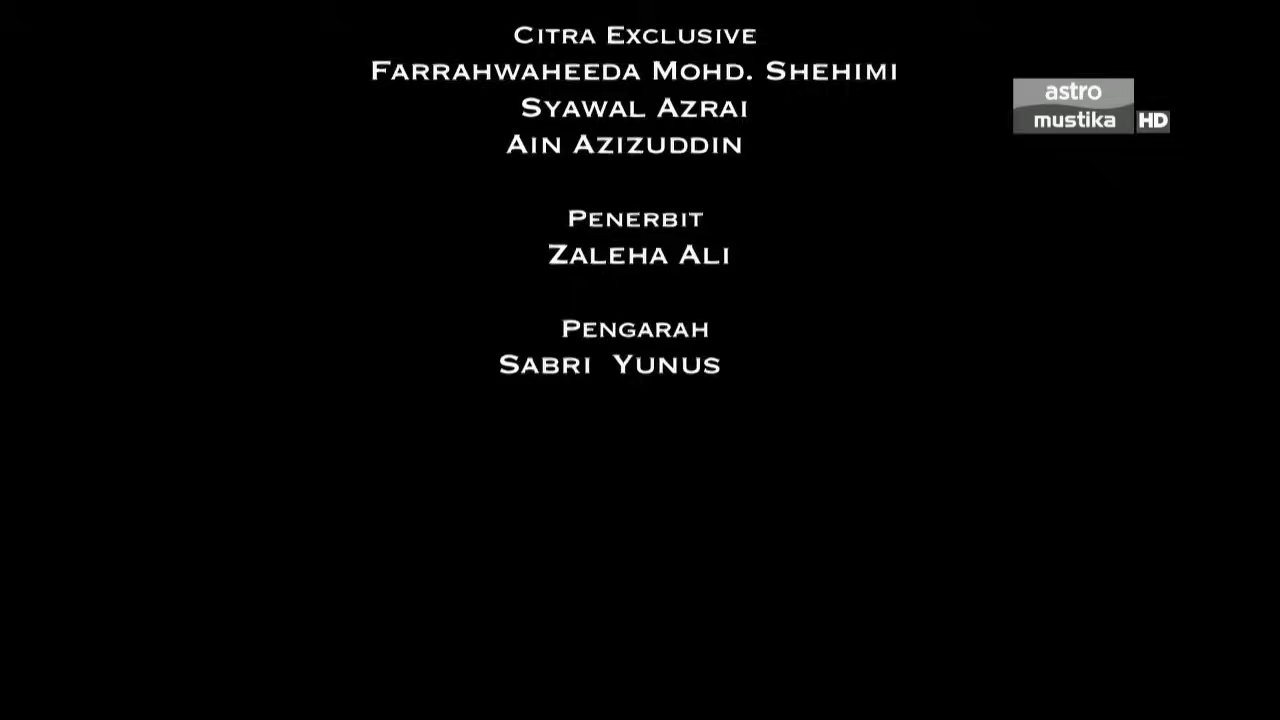 CITRA EXCLUSIVE
FARRAHWAHEEDA MOHD. SHEHIMI
SYAWAL AZRAI
AIN AZIZUDDIN
PENERBIT
ZALEHA ALI
PENGARAH
SABRI YUNUS
astro
mustika HD